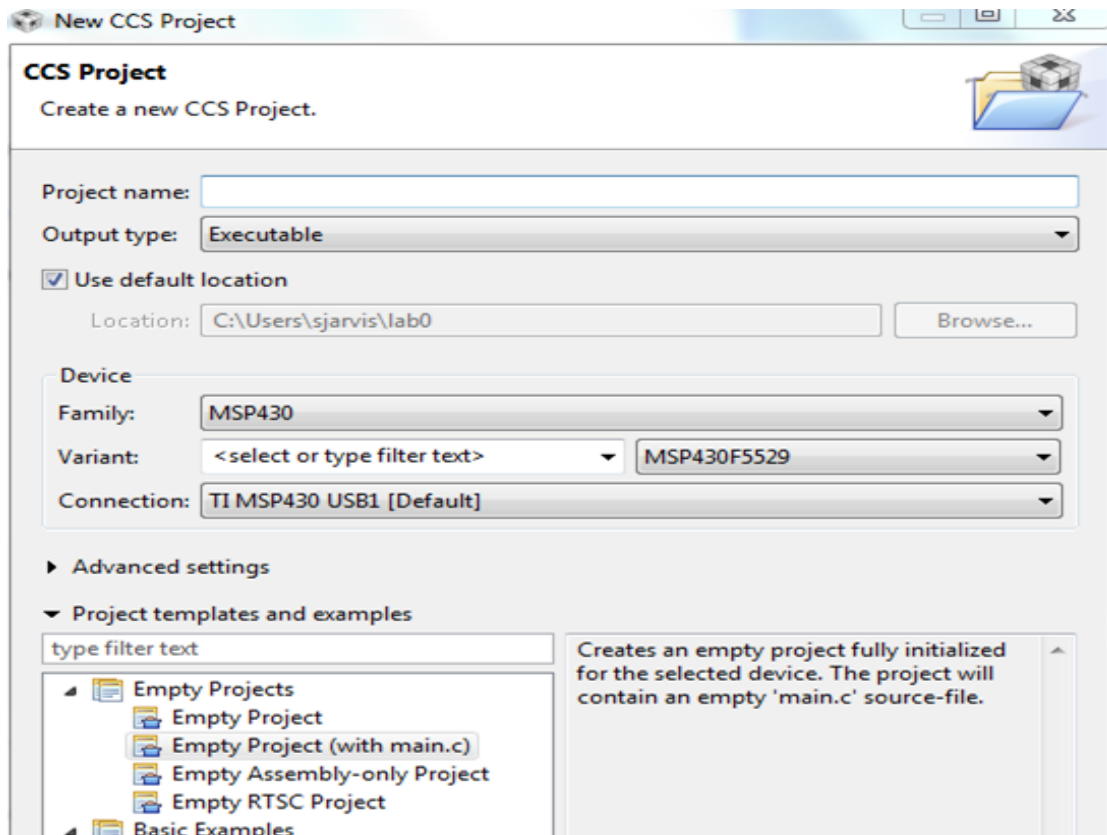 New CCS Project
CCS Project
Create a new CCS Project.
Project name:
Output type: Executable
Use default location
Location: C:\Users\sjarvis\lab0 Browse...
Device
Family: MSP430
Variant: <select or type filter text> MSP430F5529
Connection: TI MSP430 USB1 [Default]
Advanced settings
Project templates and examples
type filter text
Empty Projects
Empty Project
Empty Project (with main.c)
Empty Assembly-only Project
Empty RTSC Project
Basic Examples
Creates an empty project fully initialized
for the selected device. The project will
contain an empty 'main.c' source-file.